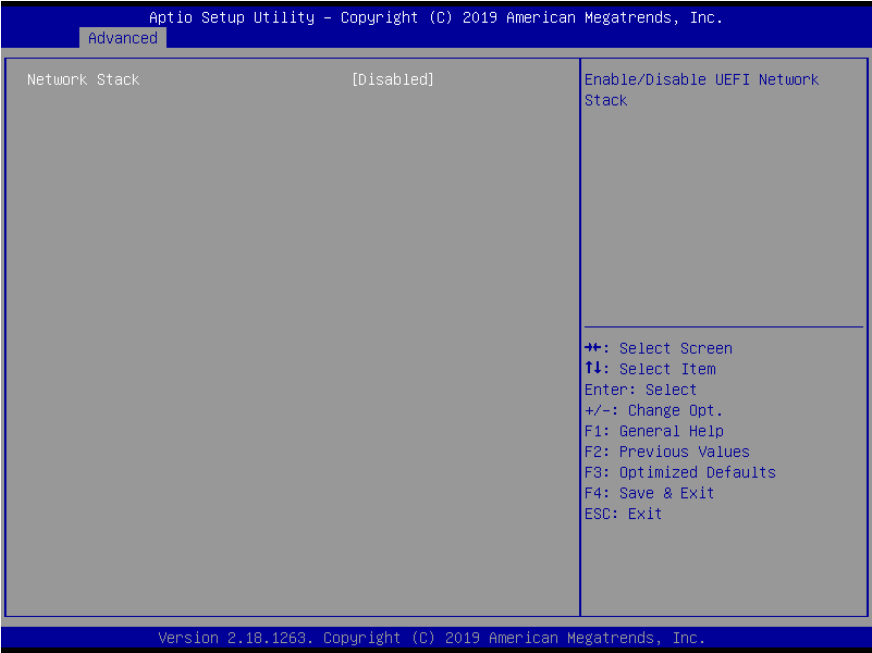 Aptio Setup Utility – Copyright (C) 2019 American Megatrends, Inc.
Advanced
Network Stack [Disabled]
Enable/Disable UEFI Network
Stack
→←: Select Screen
↑↓: Select Item
Enter: Select
+/-: Change Opt.
F1: General Help
F2: Previous Values
F3: Optimized Defaults
F4: Save & Exit
ESC: Exit
Version 2.18.1263. Copyright (C) 2019 American Megatrends, Inc.